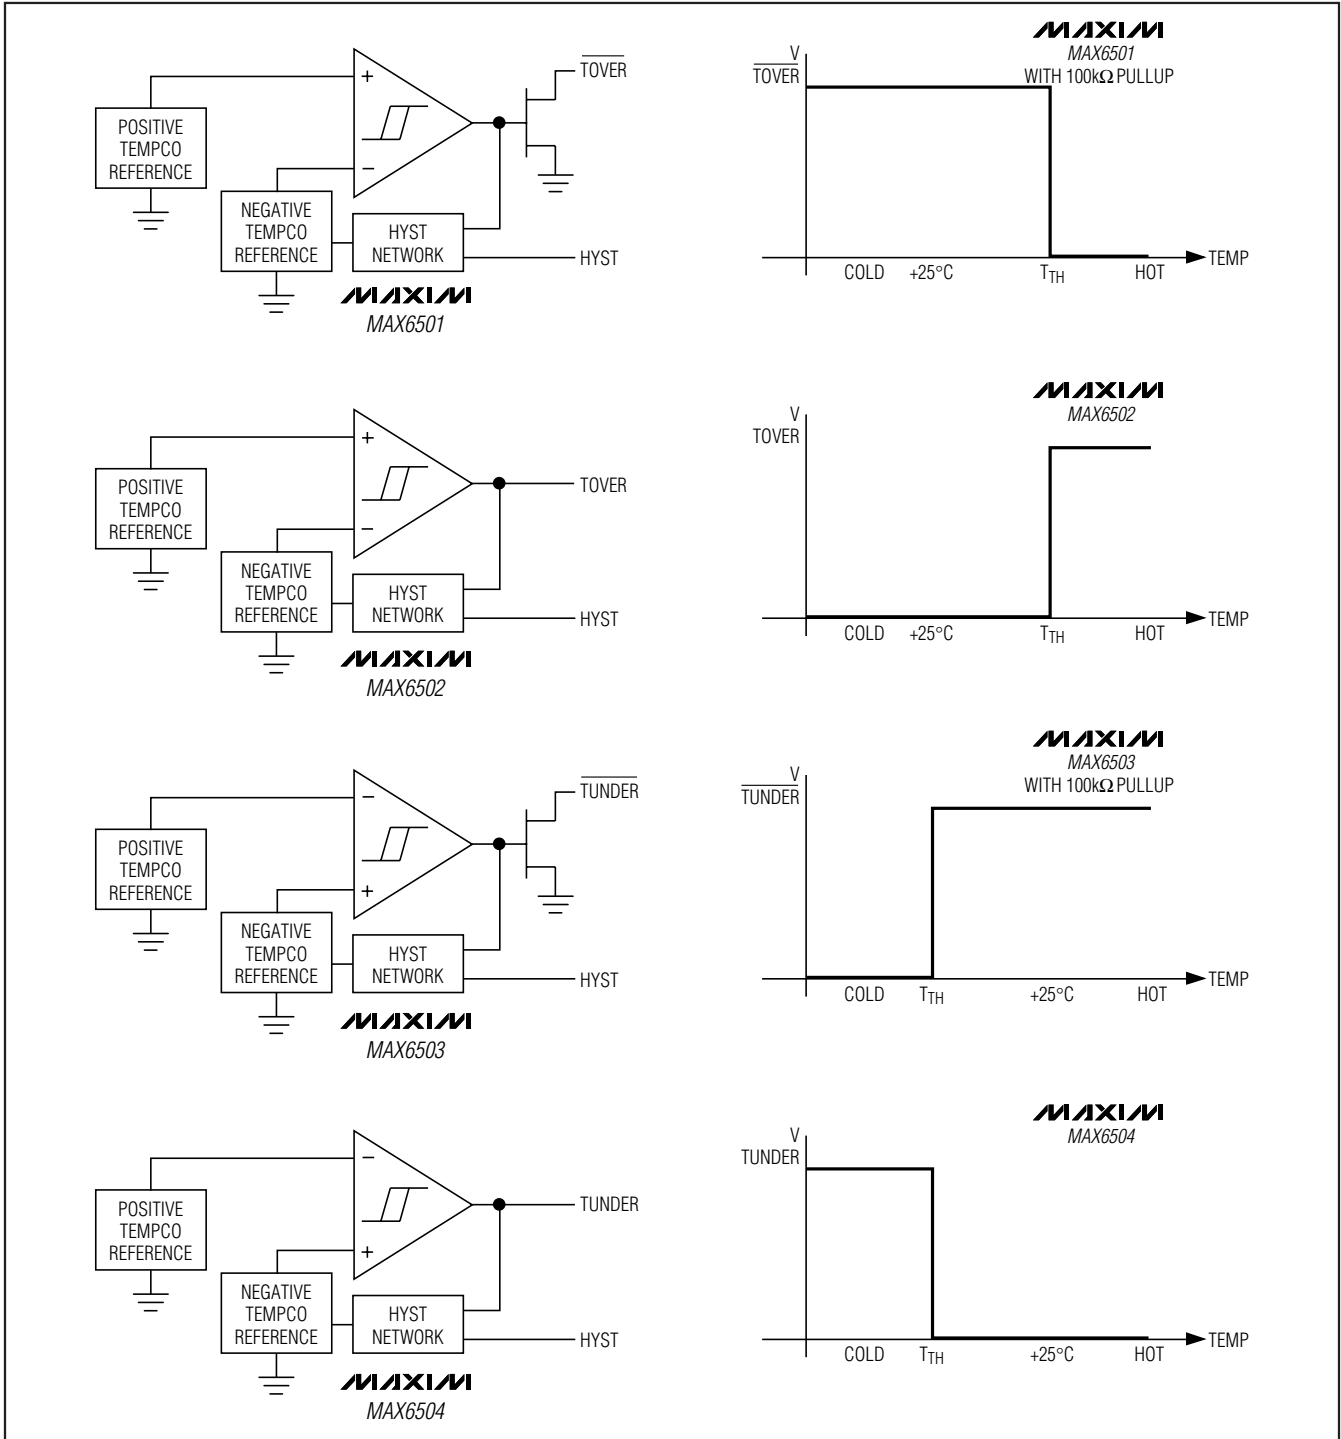 TOVER
+
POSITIVE
TEMPCO
REFERENCE
−
NEGATIVE
TEMPCO
REFERENCE
HYST
NETWORK
HYST
MAXIM
MAX6501
MAXIM
MAX6501
WITH 100kΩ PULLUP
V
TOVER
COLD +25°C TTH HOT TEMP
+
POSITIVE
TEMPCO
REFERENCE
TOVER
−
NEGATIVE
TEMPCO
REFERENCE
HYST
NETWORK
HYST
MAXIM
MAX6502
MAXIM
MAX6502
V
TOVER
COLD +25°C TTH HOT TEMP
TUNDER
−
POSITIVE
TEMPCO
REFERENCE
+
NEGATIVE
TEMPCO
REFERENCE
HYST
NETWORK
HYST
MAXIM
MAX6503
MAXIM
MAX6503
WITH 100kΩ PULLUP
V
TUNDER
COLD TTH +25°C HOT TEMP
−
POSITIVE
TEMPCO
REFERENCE
TUNDER
+
NEGATIVE
TEMPCO
REFERENCE
HYST
NETWORK
HYST
MAXIM
MAX6504
MAXIM
MAX6504
V
TUNDER
COLD TTH +25°C HOT TEMP